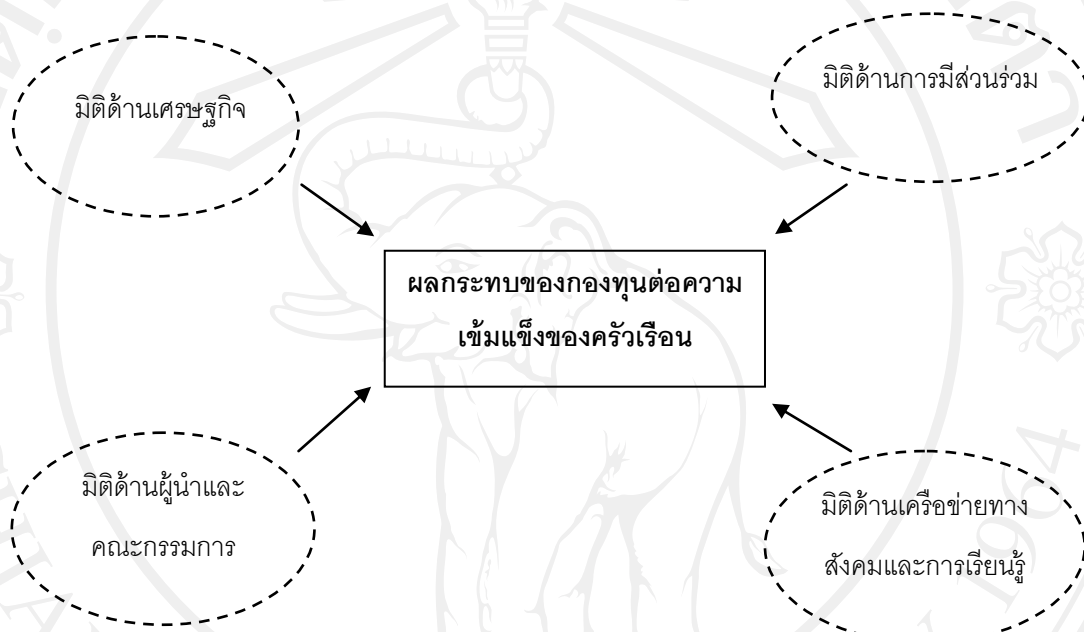 มิติด้านเศรษฐกิจ
มิติด้านการมีส่วนร่วม
ผลกระทบของกองทุนต่อความ
เข้มแข็งของครัวเรือน
มิติด้านผู้นำและ
คณะกรรมการ
มิติด้านเครือข่ายทาง
สังคมและการเรียนรู้
1964